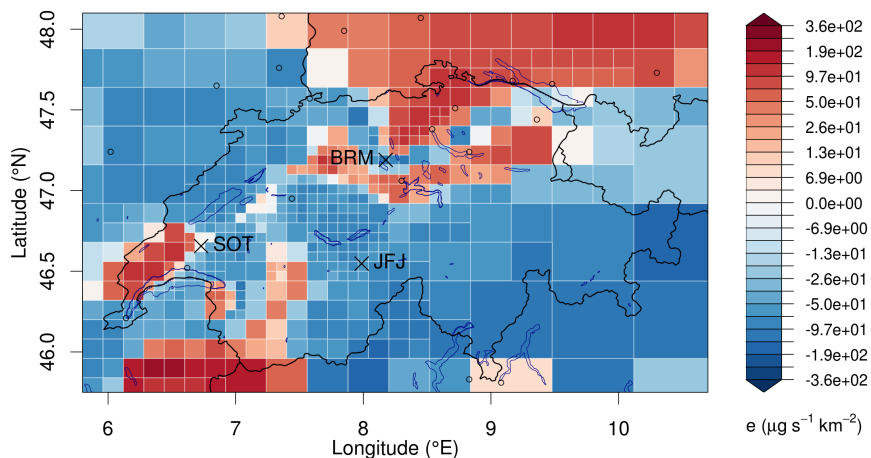 48.0
47.5
47.0
46.5
46.0
Latitude (°N)
6
7
8
9
10
Longitude (°E)
BRM
SOT
JFJ
3.6e+02
1.9e+02
9.7e+01
5.0e+01
2.6e+01
1.3e+01
6.9e+00
0.0e+00
-6.9e+00
-1.3e+01
-2.6e+01
-5.0e+01
-9.7e+01
-1.9e+02
-3.6e+02
e (μg s⁻¹ km⁻²)